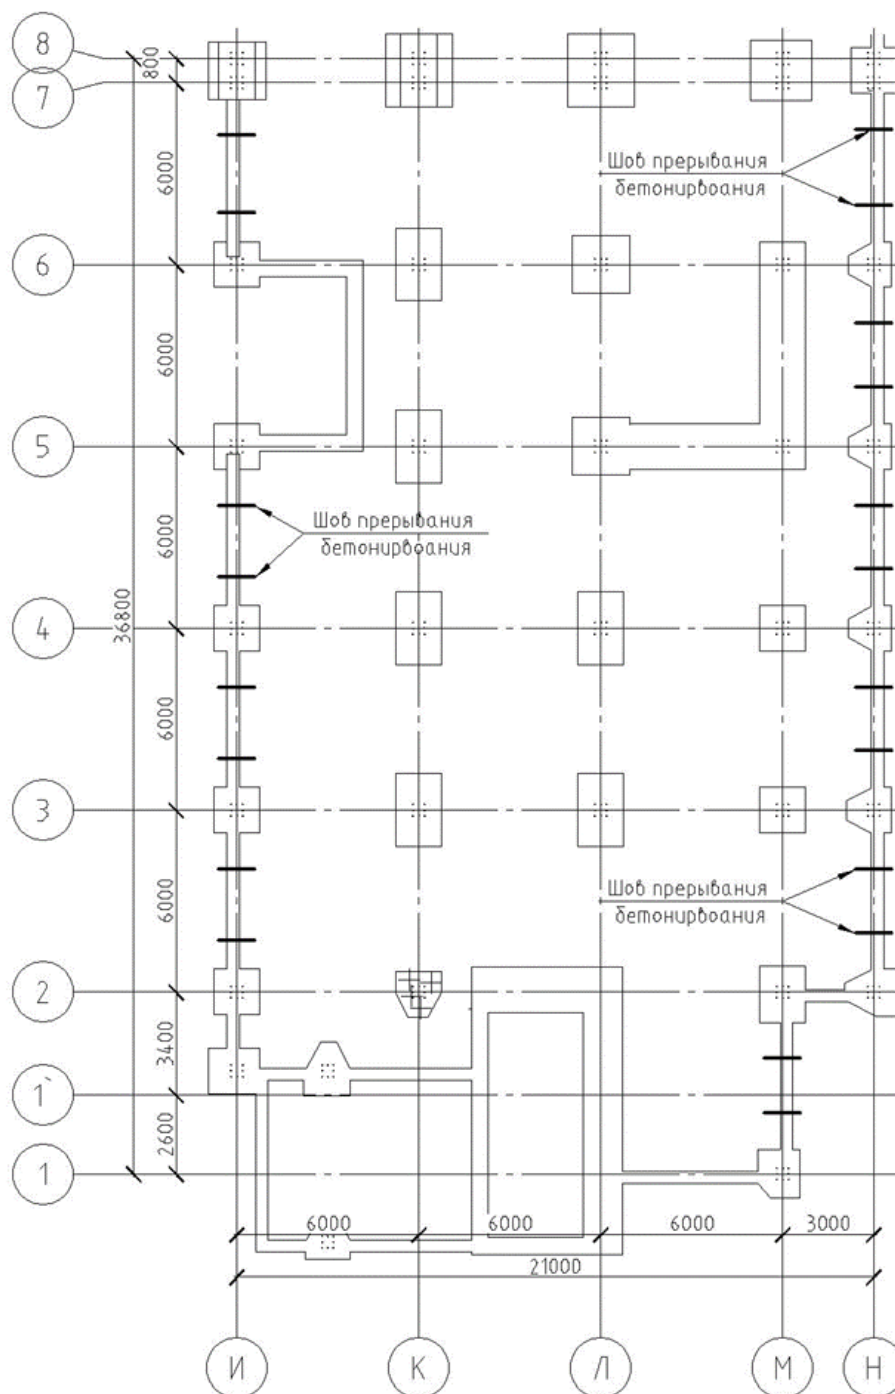 8
800
7
6000
Шов прерывания
бетонирвоания
6
6000
5
6000
Шов прерывания
бетонирвоания
36800
4
6000
3
6000
Шов прерывания
бетонирвоания
2
3400
1`
2600
1
6000
6000
6000
3000
21000
И
К
Л
М
Н